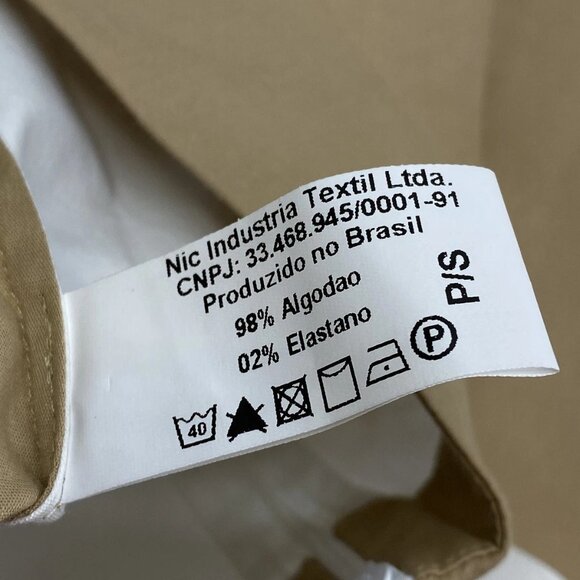 Nic Industria Textil Ltda.
CNPJ: 33.468.945/0001-91
Produzido no Brasil
98% Algodao
02% Elastano
P/S
40
P